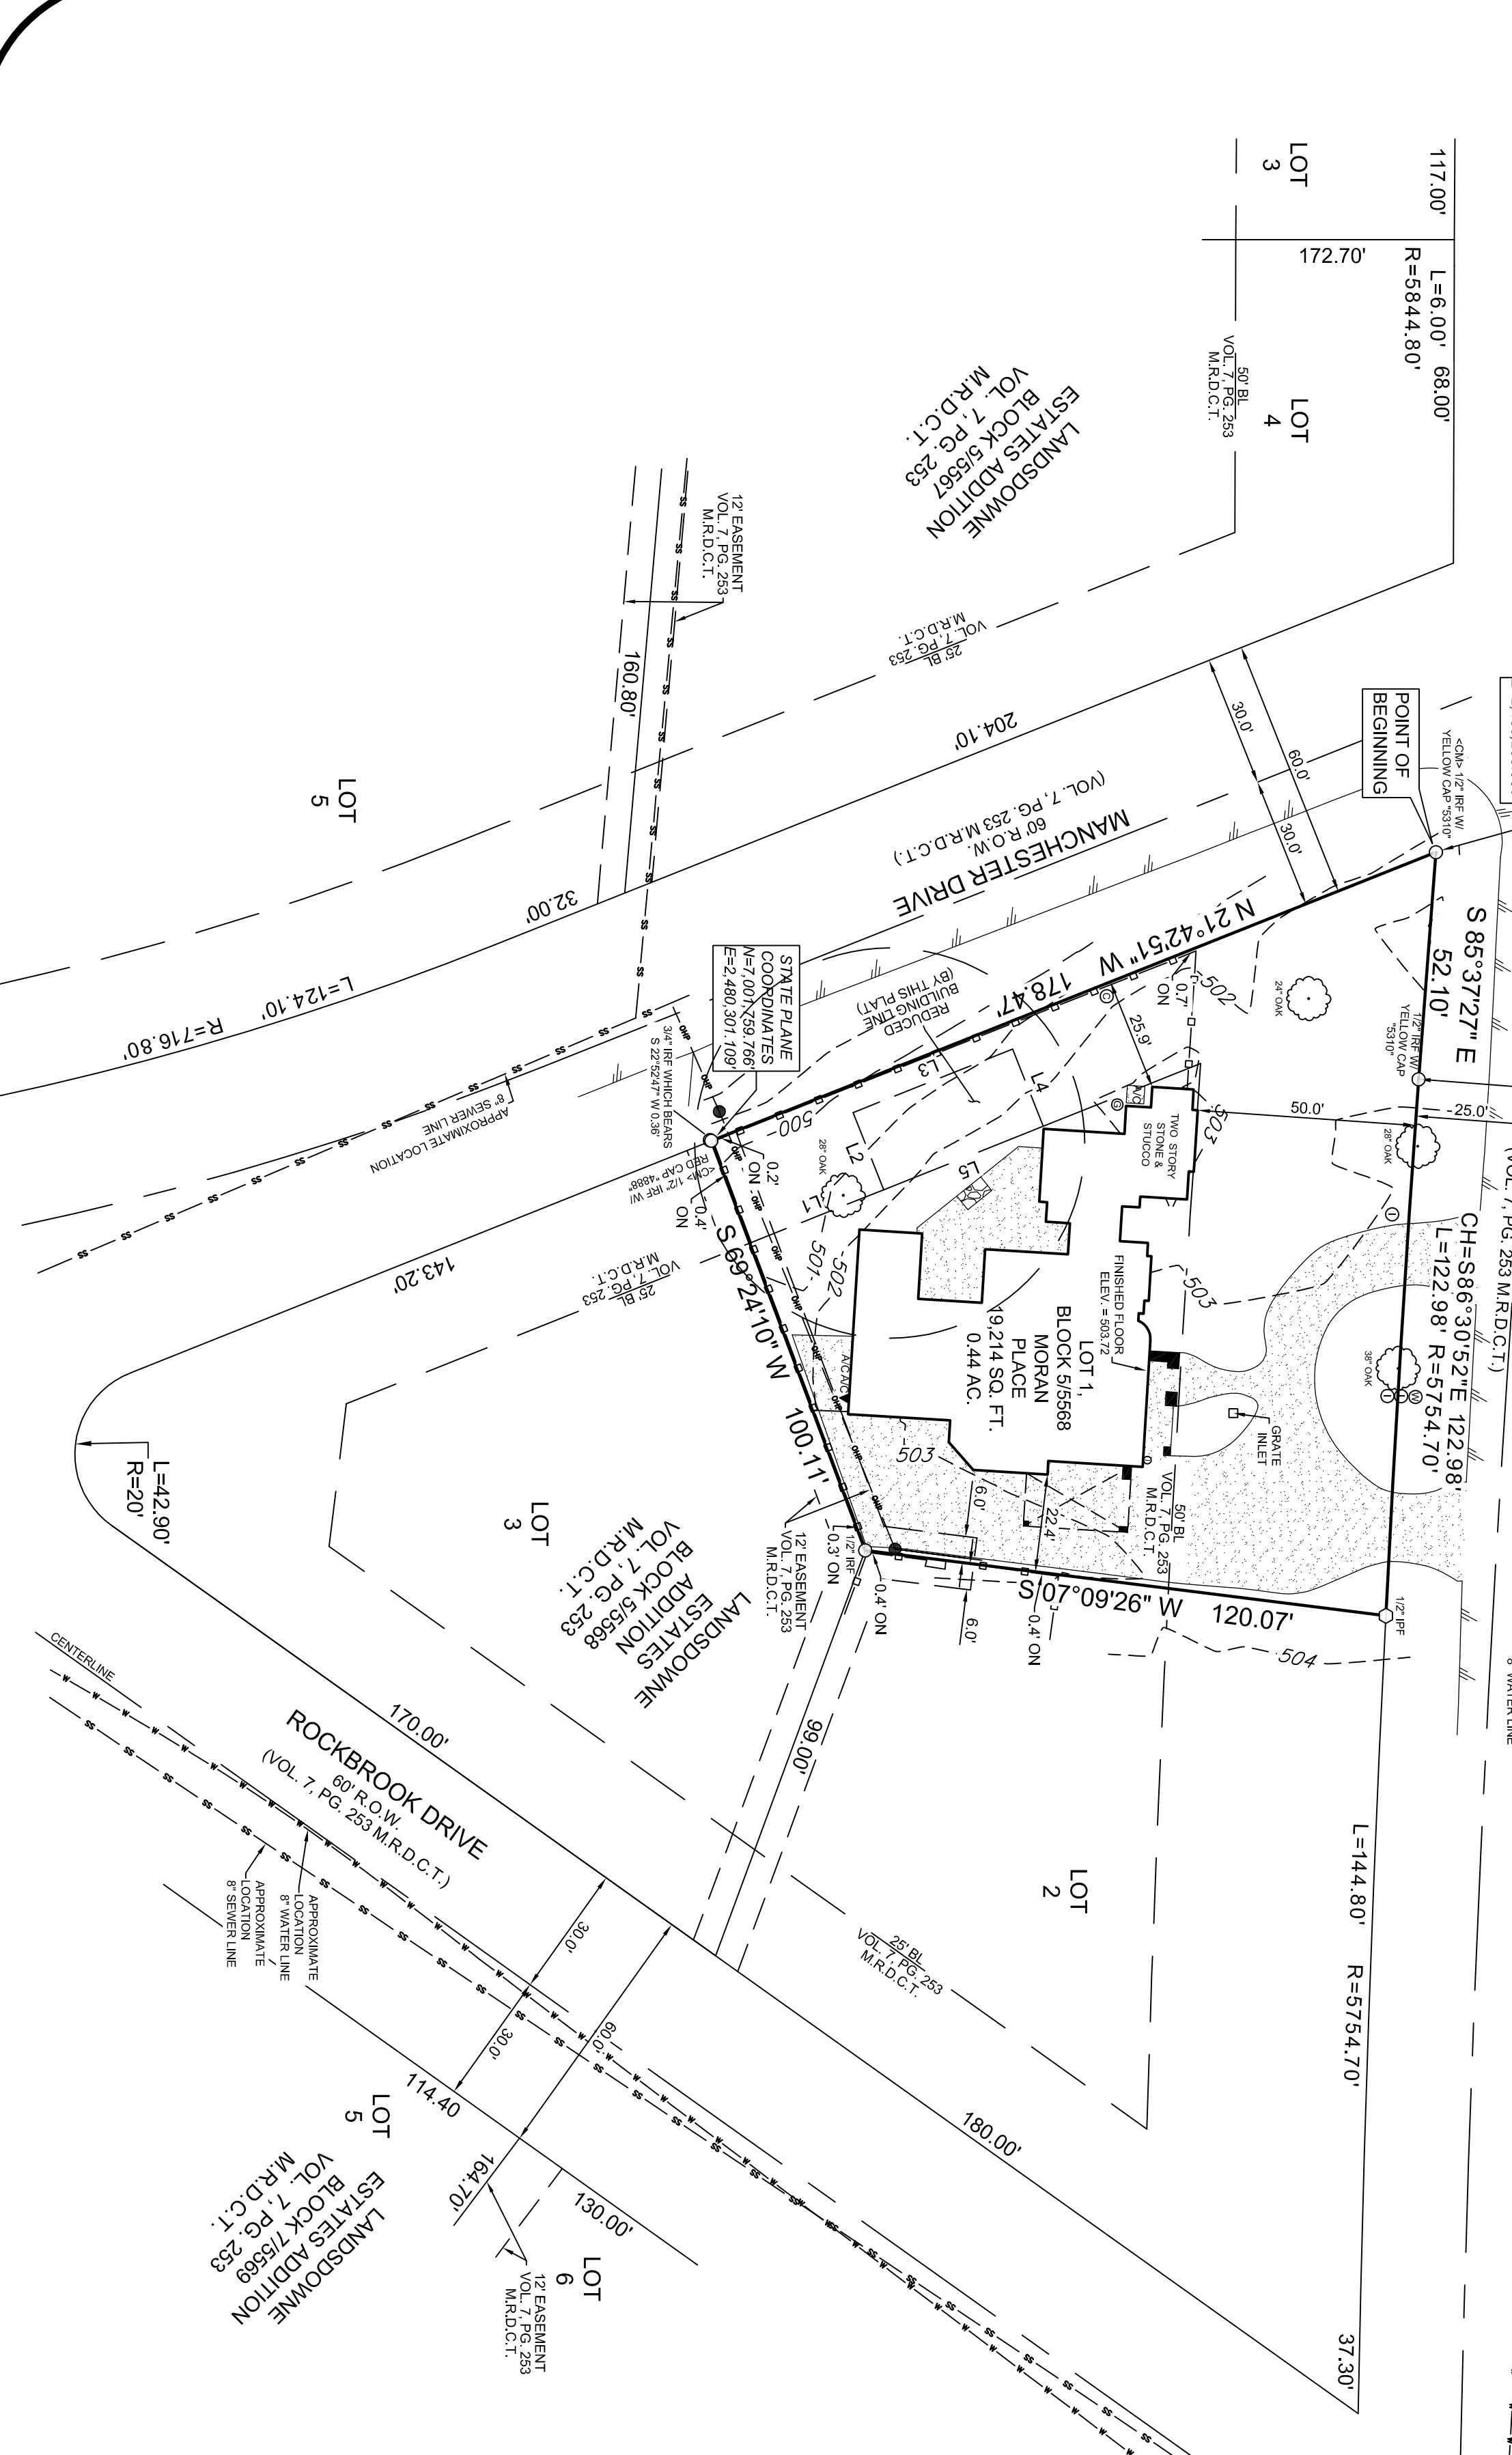 LOT
3
117.00'
172.70'
L=6.00' 68.00'
R=5844.80'
50' BL
VOL. 7, PG. 253
M.R.D.C.T.
LOT
4
LANSDOWNE
ESTATES ADDITION
BLOCK 5/5567
VOL. 7, PG. 253
M.R.D.C.T.
12' EASEMENT
VOL. 7, PG. 253
M.R.D.C.T.
160.80'
25' BL
VOL. 7, PG. 253
M.R.D.C.T.
204.10'
LOT
5
32.00'
L=124.10'
R=716.80'
30.0'
60.0'
30.0'
MANCHESTER DRIVE
60' R.O.W.
(VOL. 7, PG. 253 M.R.D.C.T.)
POINT OF
BEGINNING
<CM> 1/2" IRF W/
YELLOW CAP "5310"
S 85°37'27" E
52.10'
1/2" IRF W/
YELLOW CAP
"5310"
24" OAK
N 21°42'51" W
178.47'
0.7'
ON
502
25.9'
REDUCED
BUILDING LINE
(BY THIS PLAT)
L3
L4
L2
L5
L1
STATE PLANE
COORDINATES
N=7,001,759.766'
E=2,480,301.109'
3/4" IRF WHICH BEARS
S 22°52'47" W 0.36'
500
28" OAK
0.2'
ON
<CM> 1/2" IRF W/
RED CAP "4888"
0.4'
ON
APPROXIMATE LOCATION
8" SEWER LINE
501
502
A/C
G
TWO STORY
STONE &
STUCCO
503
50.0'
25.0'
28" OAK
(VOL. 7, PG. 253 M.R.D.C.T.)
CH=S86°30'52"E 122.98'
L=122.98' R=5754.70'
38" OAK
503
FINISHED FLOOR
ELEV. = 503.72
LOT 1,
BLOCK 5/5568
MORAN
PLACE
19,214 SQ. FT.
0.44 AC.
GRATE
INLET
50' BL
VOL. 7, PG. 253
M.R.D.C.T.
A/C A/C
503
6.0'
22.4'
S 69°24'10" W
100.11'
143.20'
25' BL
VOL. 7, PG. 253
M.R.D.C.T.
12' EASEMENT
VOL. 7, PG. 253
M.R.D.C.T.
1/2" IRF
0.3' ON
0.4' ON
6.0'
0.4' ON
S 07°09'26" W
120.07'
1/2" IPF
504
8" WATER LINE
L=42.90'
R=20'
LOT
3
LANDSDOWNE
ESTATES
ADDITION
BLOCK 5/5568
VOL. 7, PG. 253
M.R.D.C.T.
99.00'
170.00'
CENTERLINE
ROCKBROOK DRIVE
60' R.O.W.
(VOL. 7, PG. 253 M.R.D.C.T.)
APPROXIMATE
LOCATION
8" WATER LINE
APPROXIMATE
LOCATION
8" SEWER LINE
30.0'
30.0'
60.0'
LOT
2
25' BL
VOL. 7, PG. 253
M.R.D.C.T.
L=144.80' R=5754.70'
180.00'
37.30'
114.40
164.70'
130.00'
LOT
5
LANDSDOWNE
ESTATES ADDITION
BLOCK 7/5569
VOL. 7, PG. 253
M.R.D.C.T.
LOT
6
12' EASEMENT
VOL. 7, PG. 253
M.R.D.C.T.